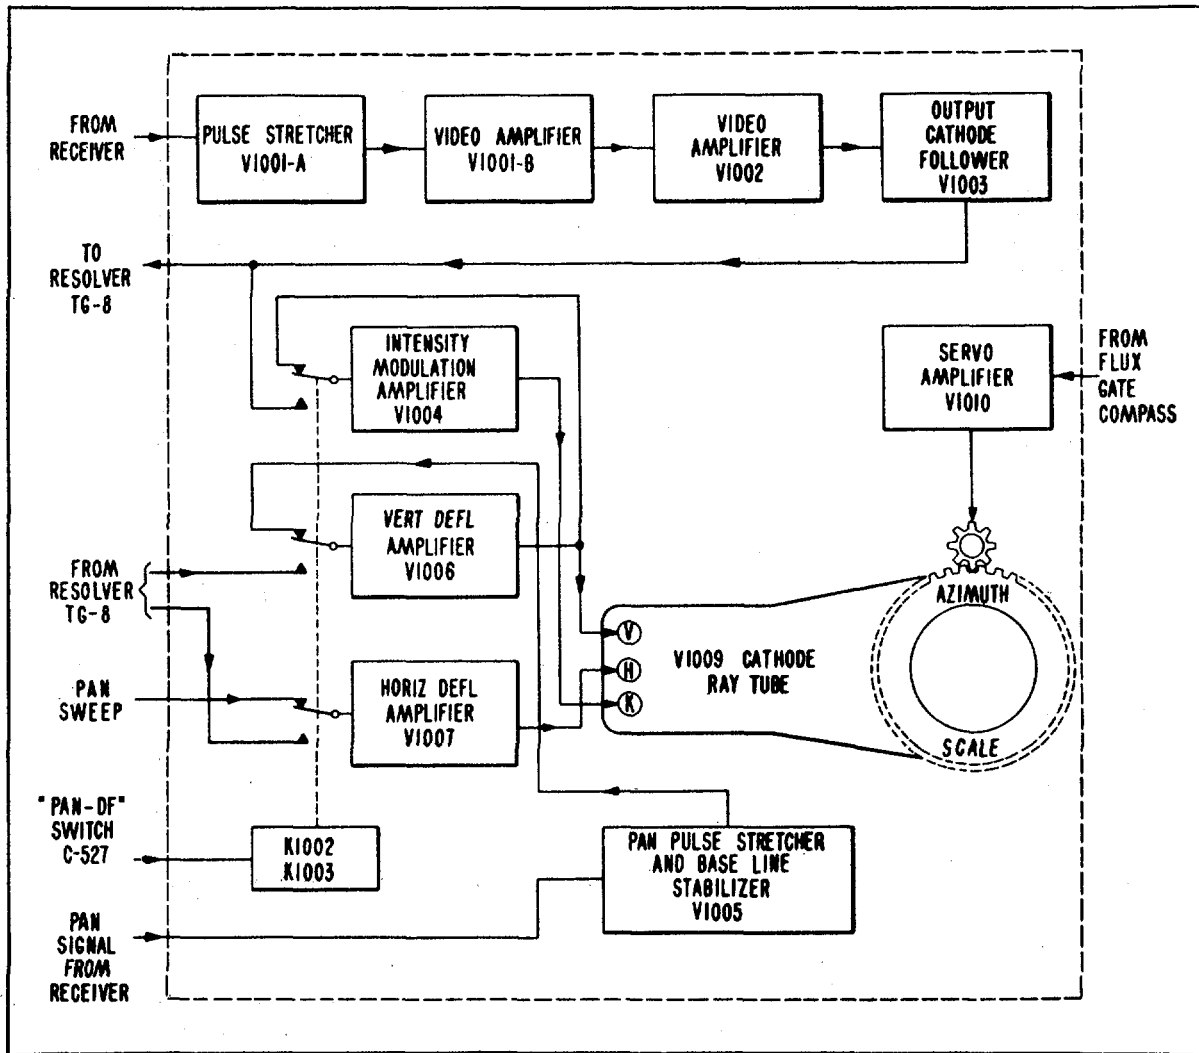 FROM
RECEIVER
PULSE STRETCHER
V1001-A
VIDEO AMPLIFIER
V1001-B
VIDEO
AMPLIFIER
V1002
OUTPUT
CATHODE
FOLLOWER
V1003
TO
RESOLVER
TG-8
INTENSITY
MODULATION
AMPLIFIER
V1004
SERVO
AMPLIFIER
V1010
FROM
FLUX
GATE
COMPASS
VERT DEFL
AMPLIFIER
V1006
FROM
RESOLVER
TG-8
AZIMUTH
SCALE
V
H
K
V1009 CATHODE
RAY TUBE
PAN
SWEEP
HORIZ DEFL
AMPLIFIER
V1007
"PAN-DF"
SWITCH
C-527
K1002
K1003
PAN PULSE STRETCHER
AND BASE LINE
STABILIZER
V1005
PAN
SIGNAL
FROM
RECEIVER